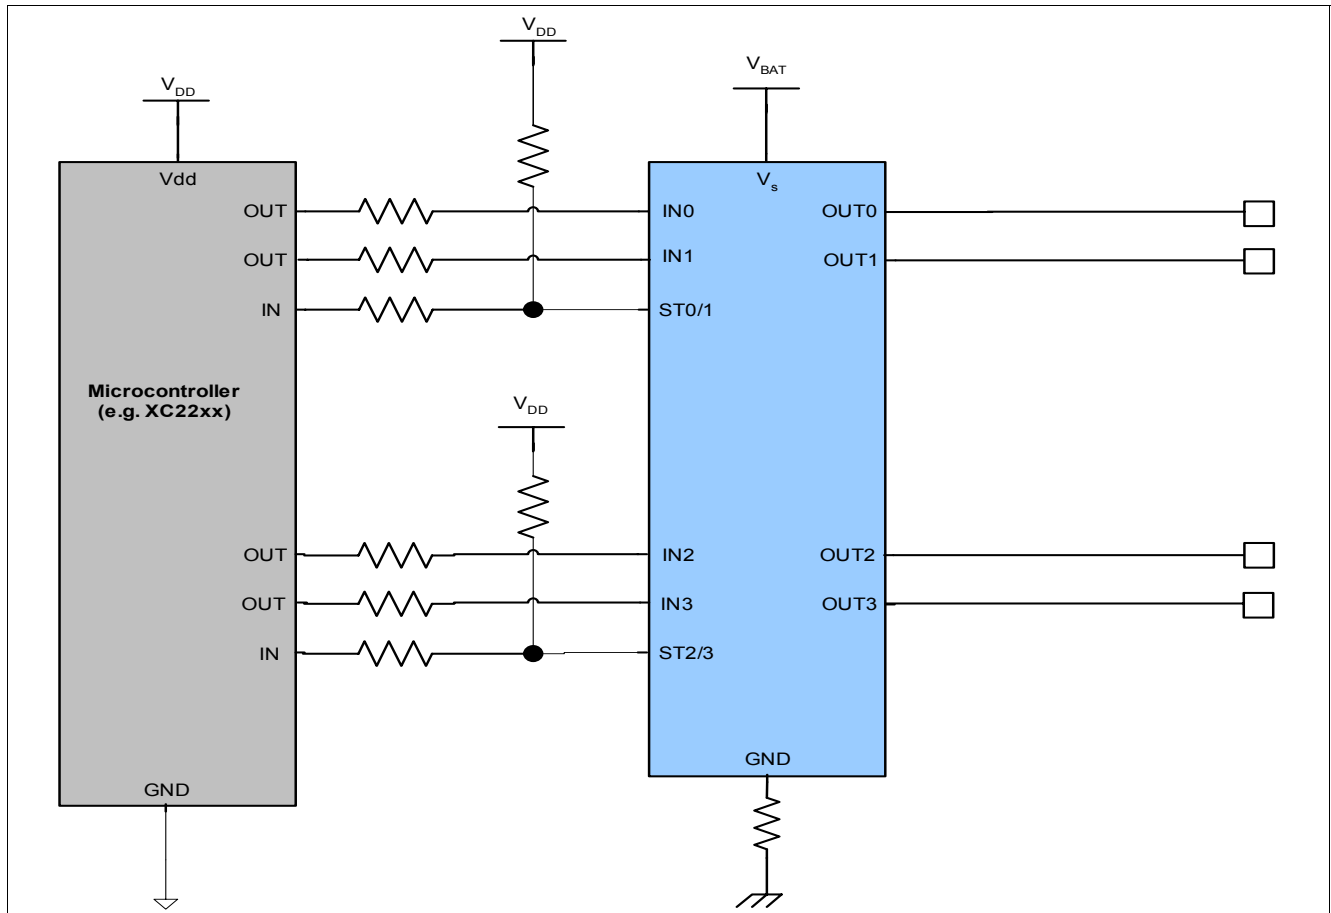 VDD
VBAT
VDD
Vdd
Vs
OUT
IN0
OUT0
OUT
IN1
OUT1
IN
ST0/1
Microcontroller
(e.g. XC22xx)
VDD
OUT
IN2
OUT2
OUT
IN3
OUT3
IN
ST2/3
GND
GND